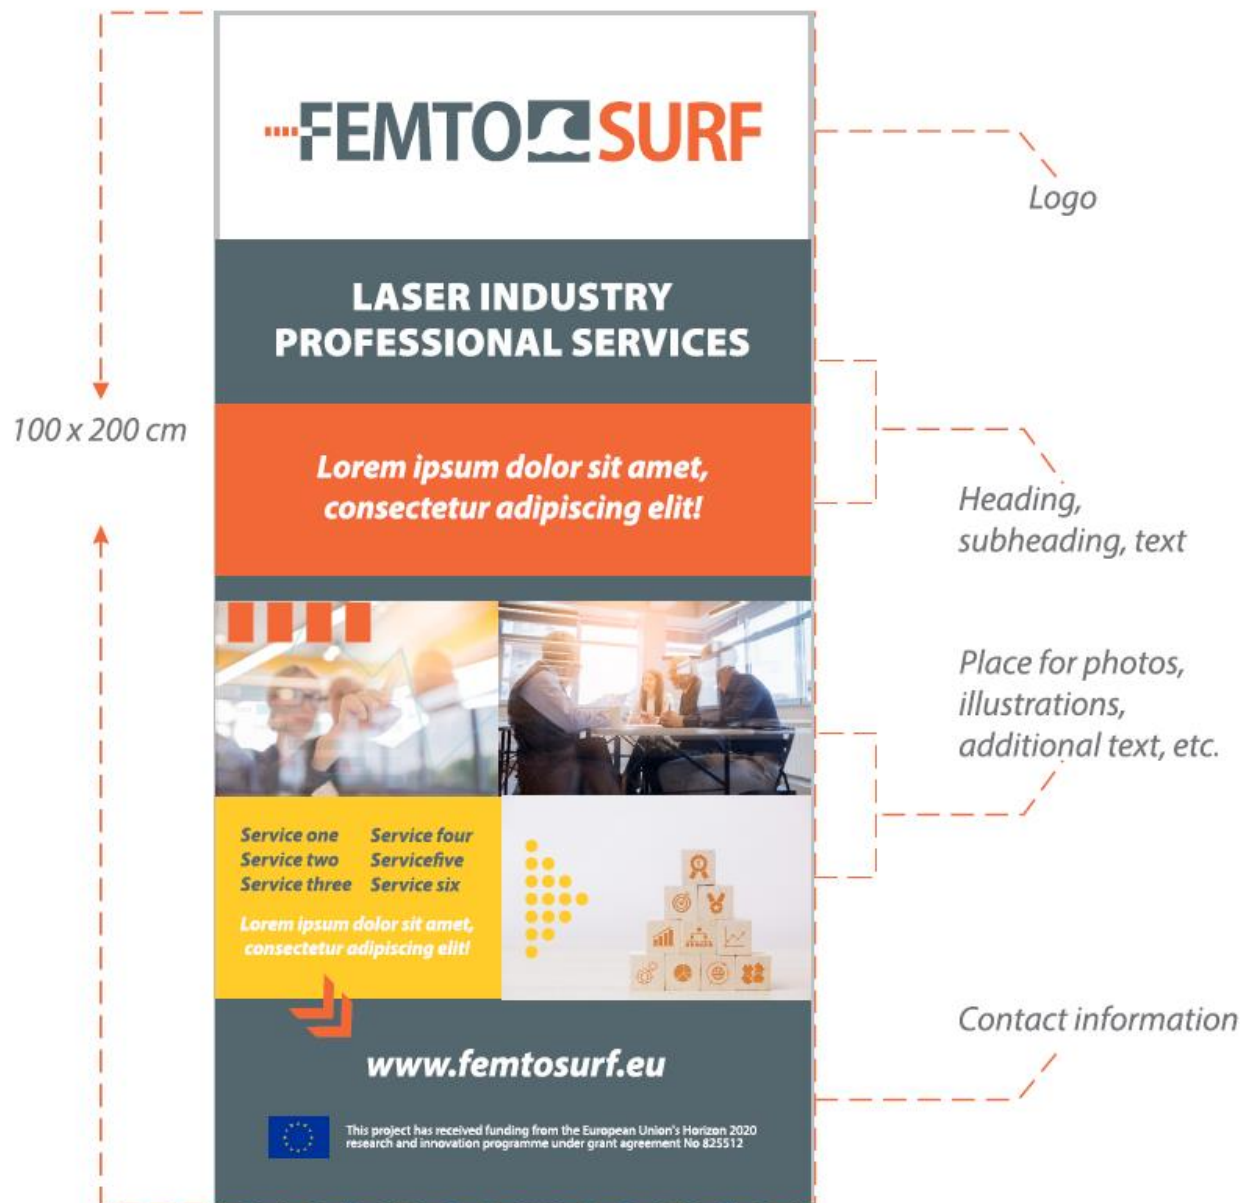 FEMTO SURF
Logo
LASER INDUSTRY
PROFESSIONAL SERVICES
100 x 200 cm
Lorem ipsum dolor sit amet,
consectetur adipiscing elit!
Heading,
subheading, text
Place for photos,
illustrations,
additional text, etc.
Service one
Service two
Service three
Service four
Servicefive
Service six
Lorem ipsum dolor sit amet,
consectetur adipiscing elit!
Contact information
www.femtosurf.eu
This project has received funding from the European Union's Horizon 2020
research and innovation programme under grant agreement No 825512